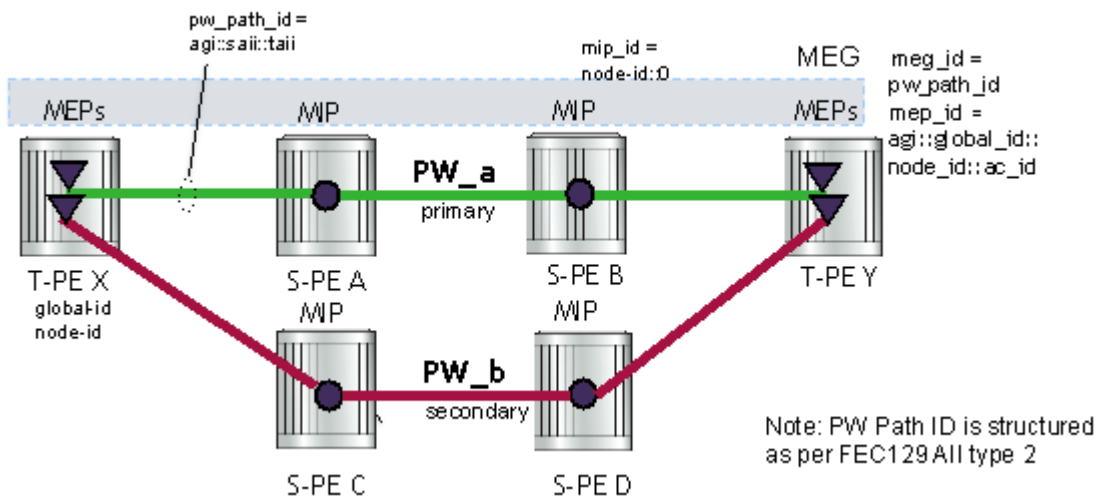 pw_path_id =
agi::saii::taii
mip_id =
node-id::0
MEG
meg_id =
pw_path_id
mep_id =
agi::global_id::
node_id::ac_id
MEPs
MIP
MIP
MEPs
PW_a
primary
T-PE X
global-id
node-id
S-PE A
S-PE B
T-PE Y
MIP
MIP
PW_b
secondary
S-PE C
S-PE D
Note: PW Path ID is structured
as per FEC129 AII type 2